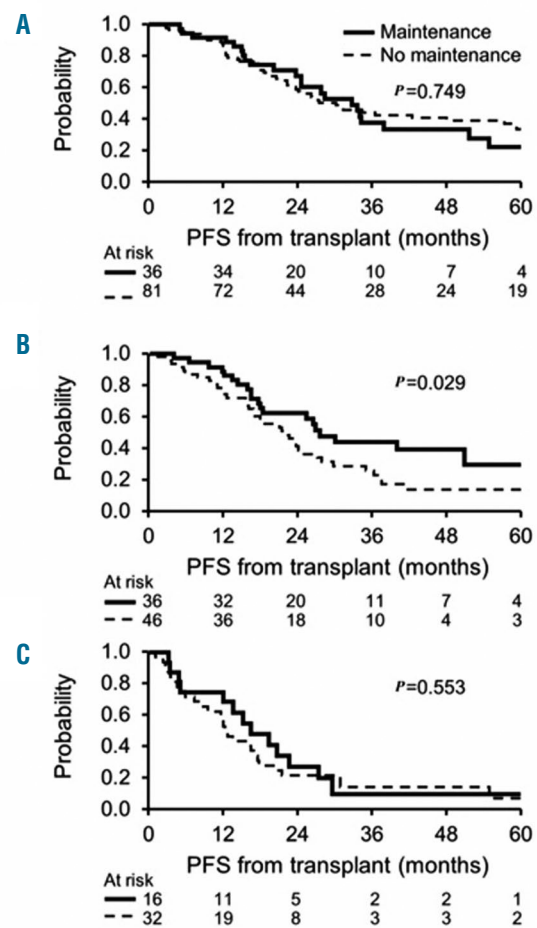 A
1.0
0.8
0.6
0.4
0.2
0.0
Probability
Maintenance
No maintenance
P=0.749
0 12 24 36 48 60
PFS from transplant (months)
At risk
36 34 20 10 7 4
81 72 44 28 24 19
B
1.0
0.8
0.6
0.4
0.2
0.0
Probability
P=0.029
0 12 24 36 48 60
PFS from transplant (months)
At risk
36 32 20 11 7 4
46 36 18 10 4 3
C
1.0
0.8
0.6
0.4
0.2
0.0
Probability
P=0.553
0 12 24 36 48 60
PFS from transplant (months)
At risk
16 11 5 2 2 1
32 19 8 3 3 2